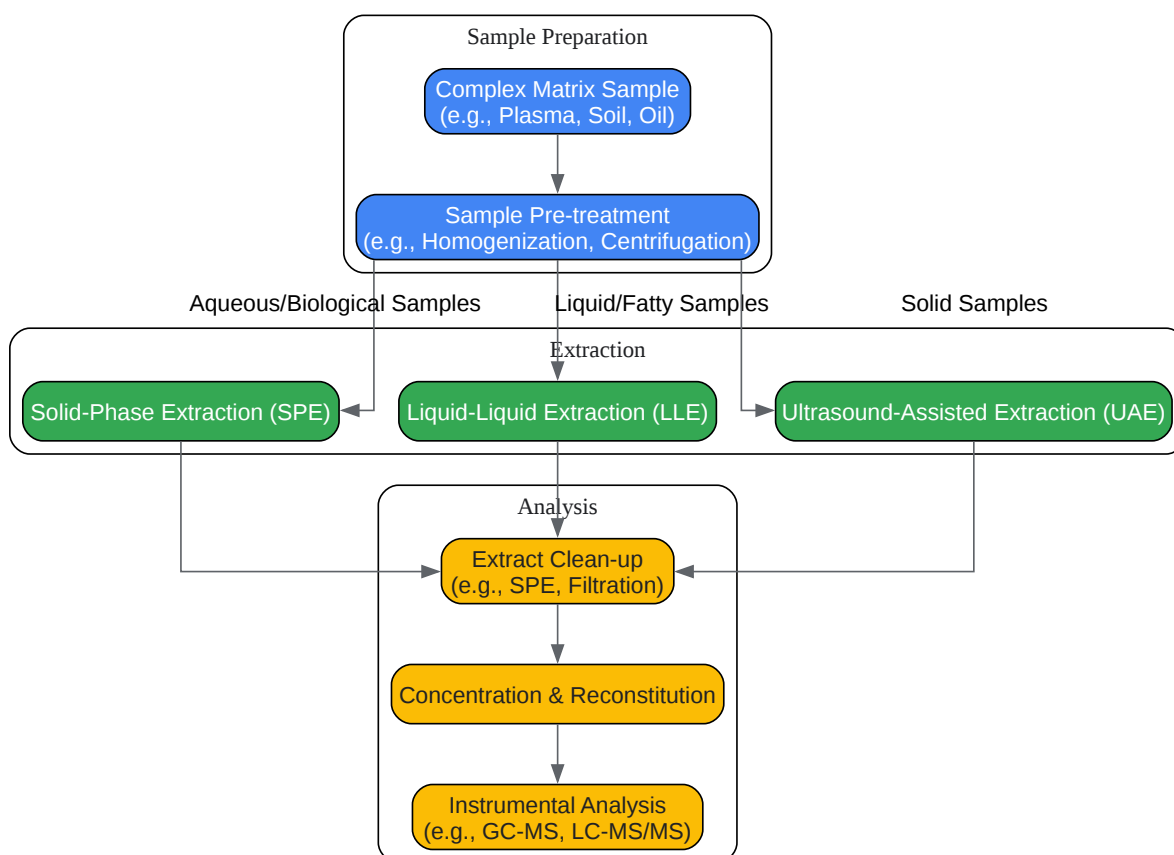 Sample Preparation
Complex Matrix Sample
(e.g., Plasma, Soil, Oil)
Sample Pre-treatment
(e.g., Homogenization, Centrifugation)
Aqueous/Biological Samples
Liquid/Fatty Samples
Solid Samples
Extraction
Solid-Phase Extraction (SPE)
Liquid-Liquid Extraction (LLE)
Ultrasound-Assisted Extraction (UAE)
Analysis
Extract Clean-up
(e.g., SPE, Filtration)
Concentration & Reconstitution
Instrumental Analysis
(e.g., GC-MS, LC-MS/MS)